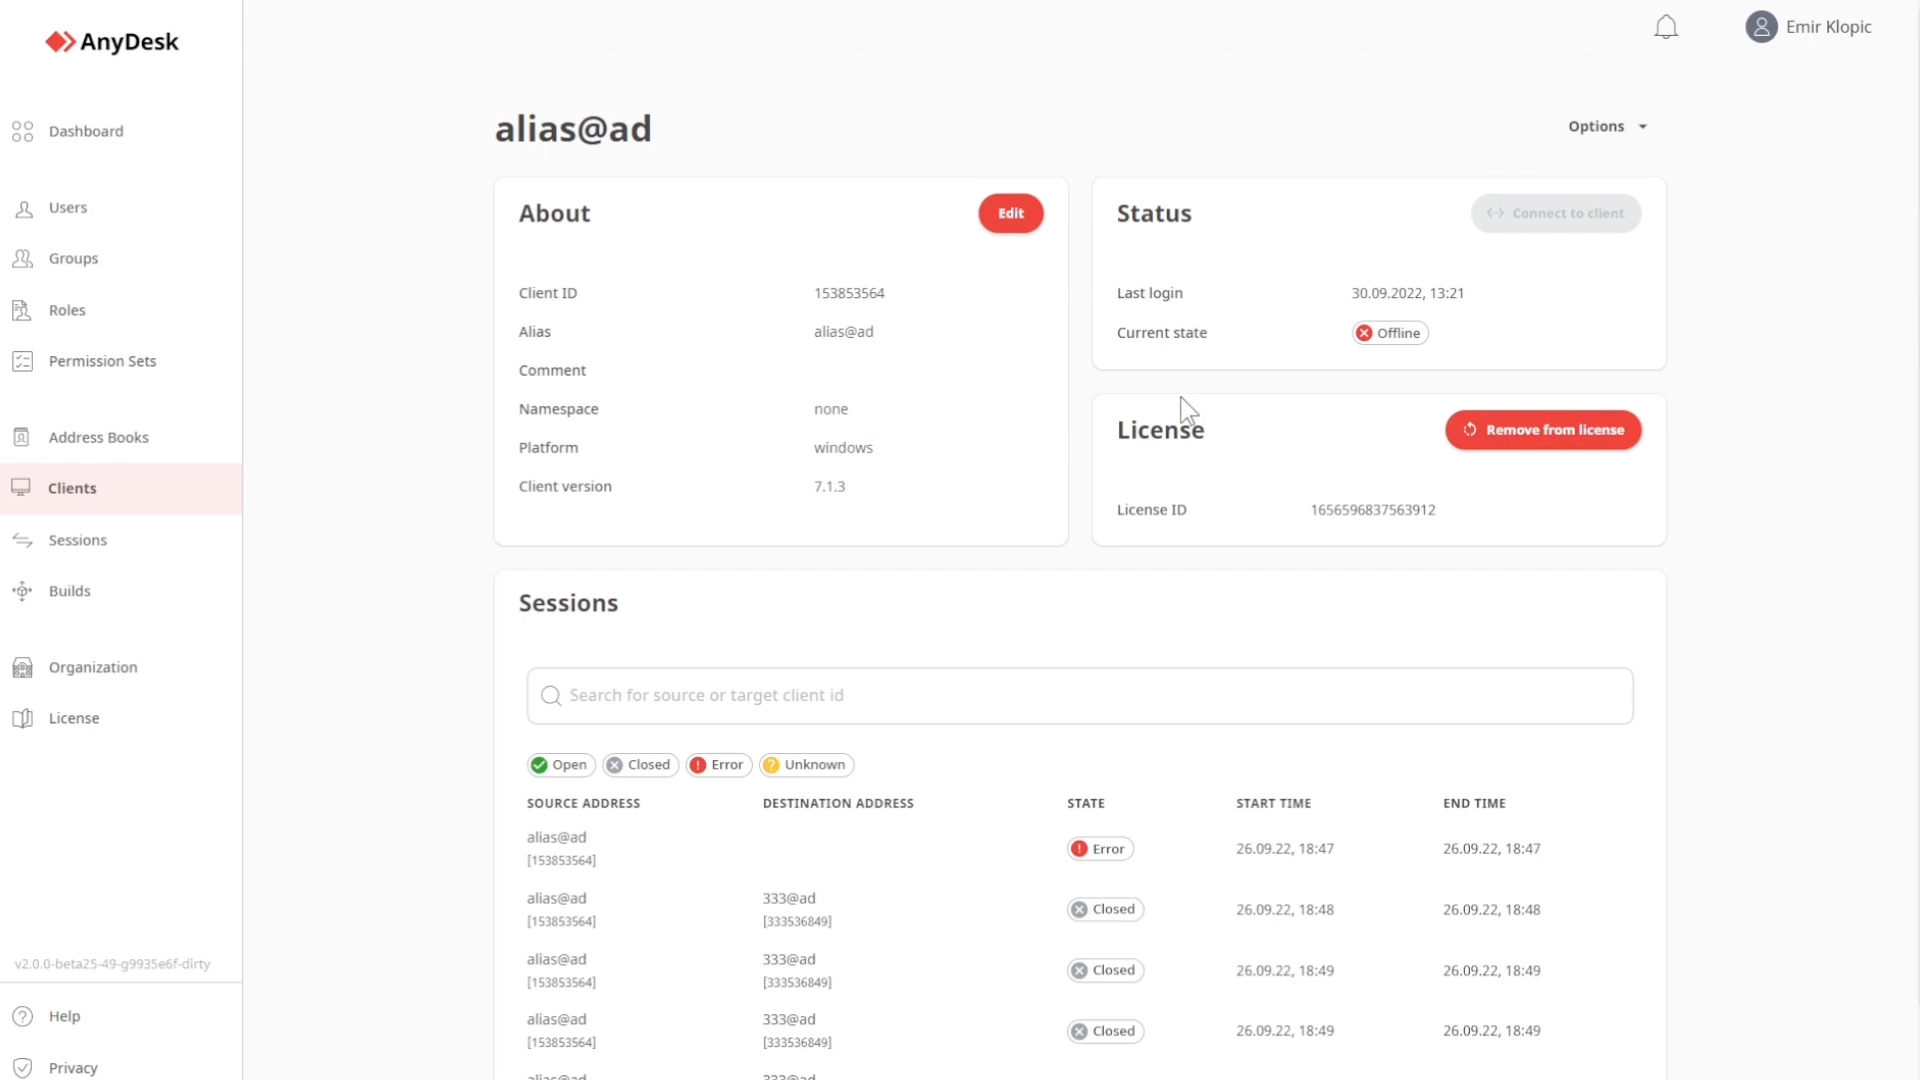 AnyDesk
Emir Klopic
Dashboard
Users
Groups
Roles
Permission Sets
Address Books
Clients
Sessions
Builds
Organization
License
v2.0.0-beta25-49-g9935e6f-dirty
Help
Privacy
alias@ad
Options
About
Edit
Client ID 153853564
Alias alias@ad
Comment
Namespace none
Platform windows
Client version 7.1.3
Status
Connect to client
Last login 30.09.2022, 13:21
Current state Offline
License
Remove from license
License ID 1656596837563912
Sessions
Search for source or target client id
Open Closed Error Unknown
SOURCE ADDRESS DESTINATION ADDRESS STATE START TIME END TIME
alias@ad
[153853564] Error 26.09.22, 18:47 26.09.22, 18:47
alias@ad 333@ad
[153853564] [333536849] Closed 26.09.22, 18:48 26.09.22, 18:48
alias@ad 333@ad
[153853564] [333536849] Closed 26.09.22, 18:49 26.09.22, 18:49
alias@ad 333@ad
[153853564] [333536849] Closed 26.09.22, 18:49 26.09.22, 18:49